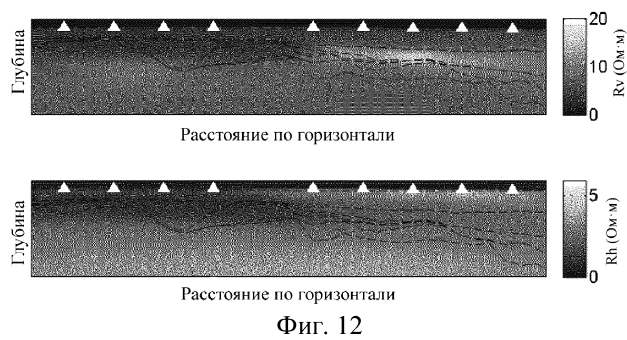 Глубина
Расстояние по горизонтали
20
10
0
Rv (Ом·м)
Глубина
Расстояние по горизонтали
5
0
Rh (Ом·м)
Фиг. 12